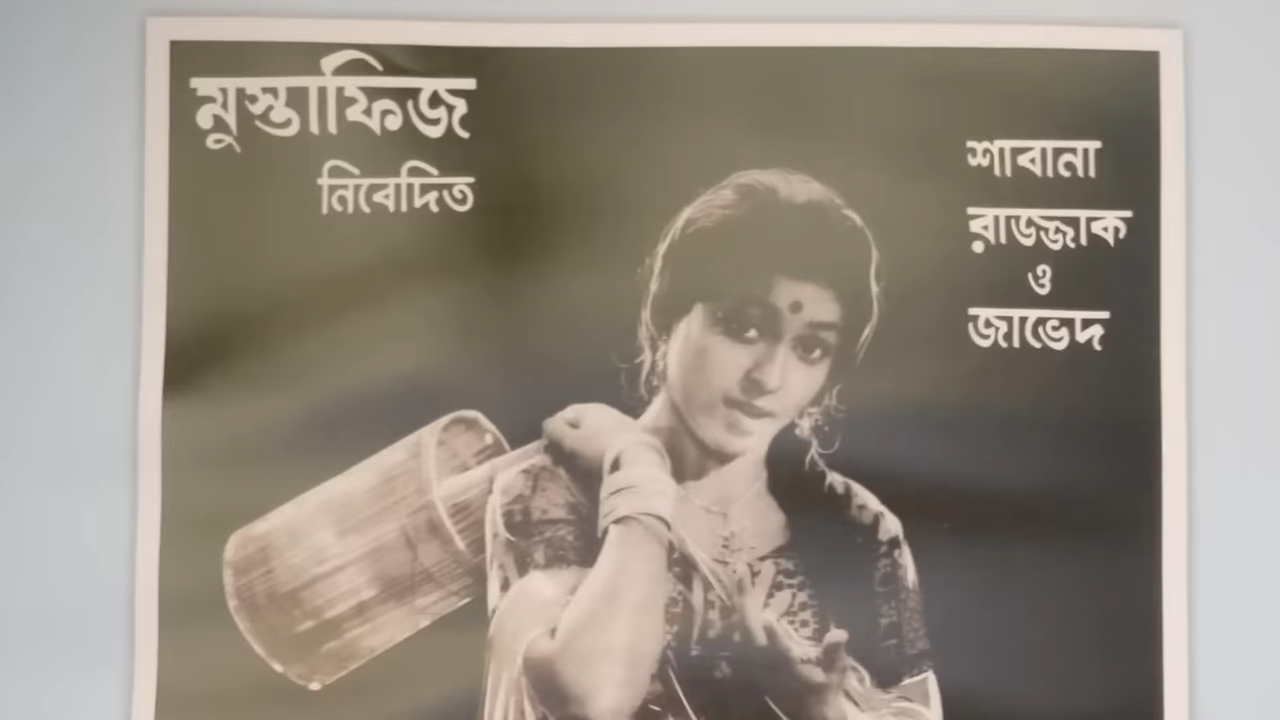 মুস্তাফিজ
নিবেদিত
শাবানা
রাজ্জাক
ও
জাভেদ